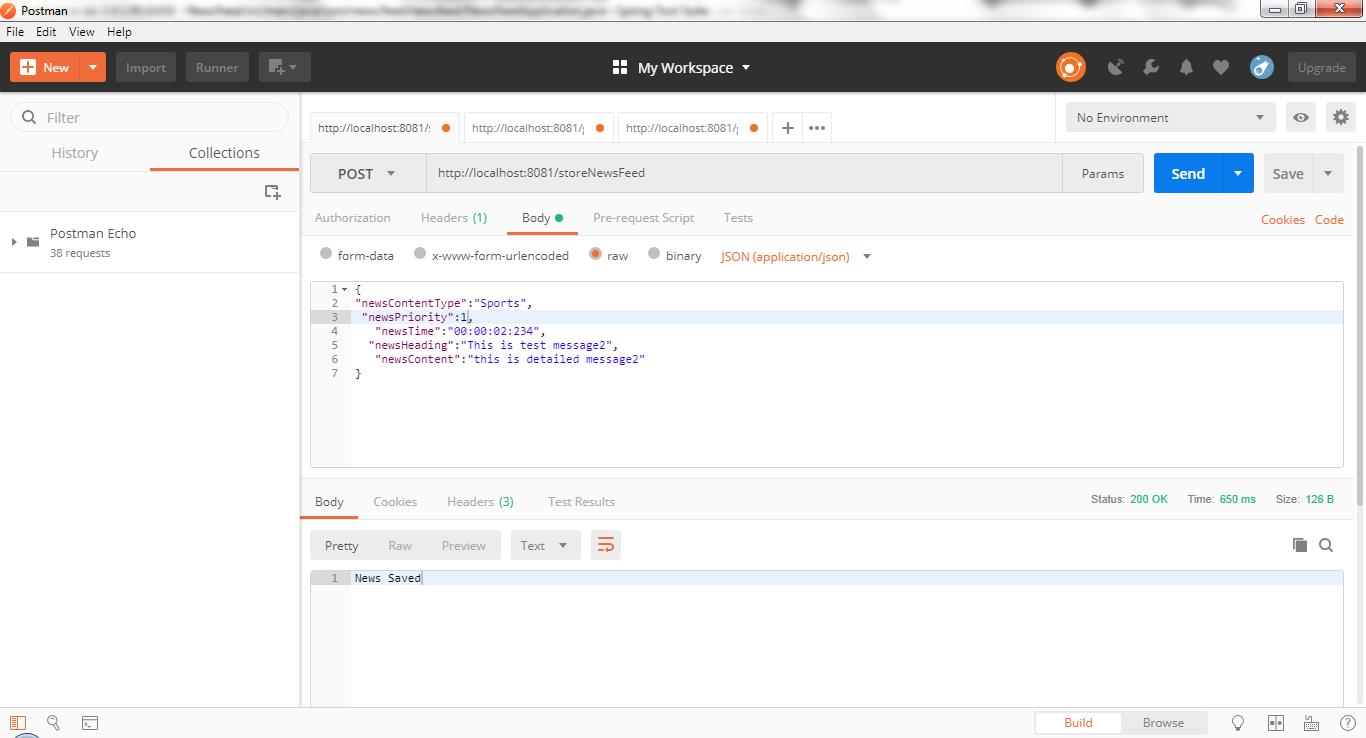 Postman
File Edit View Help
New Import Runner My Workspace Upgrade
Filter
History Collections
Postman Echo
38 requests
http://localhost:8081/ http://localhost:8081/ http://localhost:8081/ ••• No Environment
POST http://localhost:8081/storeNewsFeed Params Send Save
Authorization Headers (1) Body Pre-request Script Tests Cookies Code
form-data x-www-form-urlencoded raw binary JSON (application/json)
1 {
2 "newsContentType":"Sports",
3 "newsPriority":1,
4 "newsTime":"00:00:02:234",
5 "newsHeading":"This is test message2",
6 "newsContent":"this is detailed message2"
7 }
Body Cookies Headers (3) Test Results Status: 200 OK Time: 650 ms Size: 126 B
Pretty Raw Preview Text
1 News Saved
Build Browse